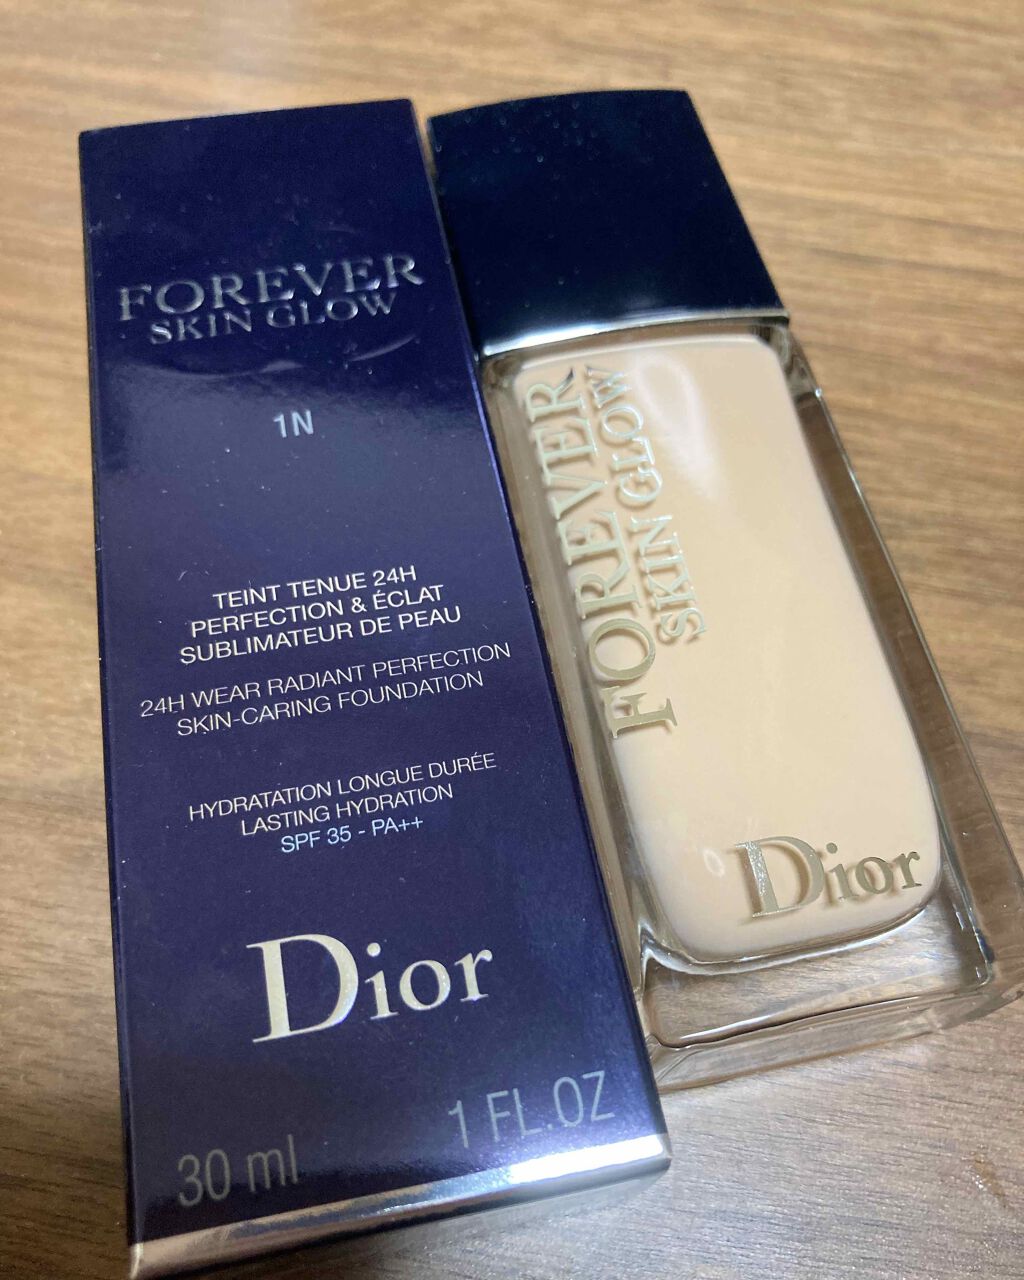 FOREVER
SKIN GLOW
1N
TEINT TENUE 24H
PERFECTION & ÉCLAT
SUBLIMATEUR DE PEAU
24H WEAR RADIANT PERFECTION
SKIN-CARING FOUNDATION
HYDRATATION LONGUE DURÉE
LASTING HYDRATION
SPF 35 - PA++
Dior
30 ml
1 FL.OZ
FOREVER
SKIN GLOW
Dior